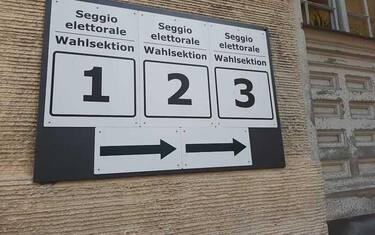 Seggio
elettorale
Wahlsektion
1
Seggio
elettorale
Wahlsektion
2
Seggio
elettorale
Wahlsektion
3